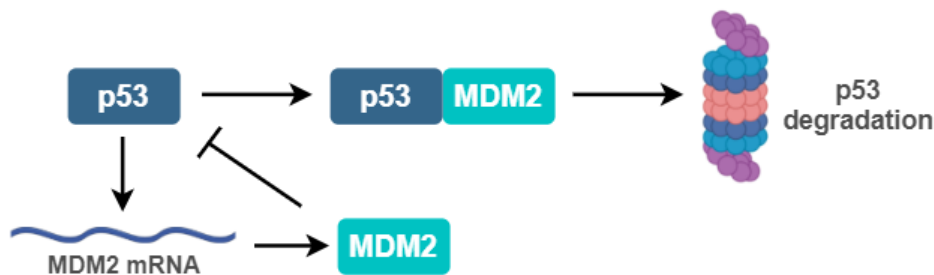 p53
p53 MDM2
p53
degradation
MDM2 mRNA
MDM2